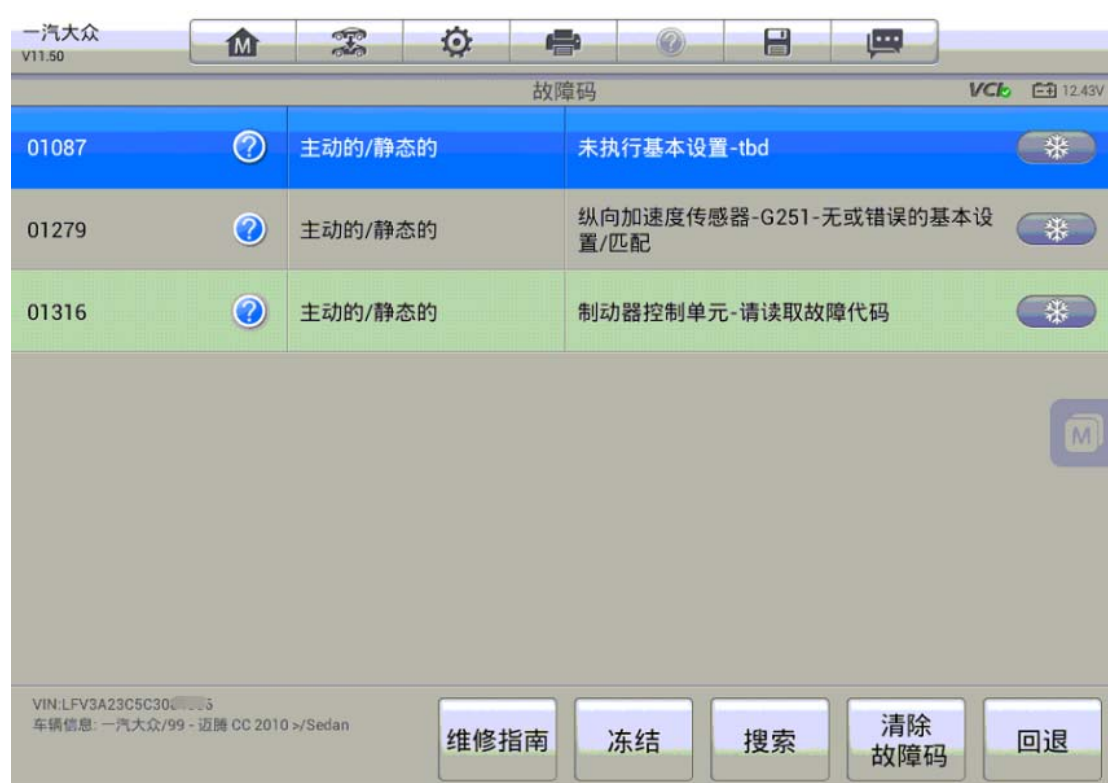 一汽大众
V11.50
M
故障码
VCI
12.43V
01087
主动的/静态的
未执行基本设置-tbd
01279
主动的/静态的
纵向加速度传感器-G251-无或错误的基本设
置/匹配
01316
主动的/静态的
制动器控制单元-请读取故障代码
M
VIN:LFV3A23C5C30
车辆信息: 一汽大众/99 - 迈腾 CC 2010 >/Sedan
维修指南
冻结
搜索
清除
故障码
回退